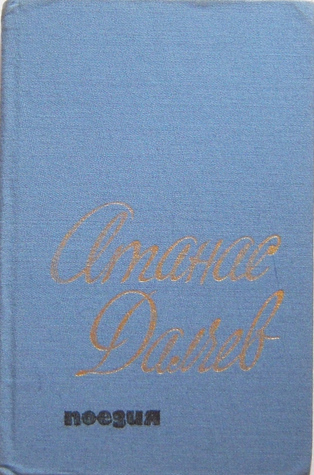 Атанас
Далчев
поезия